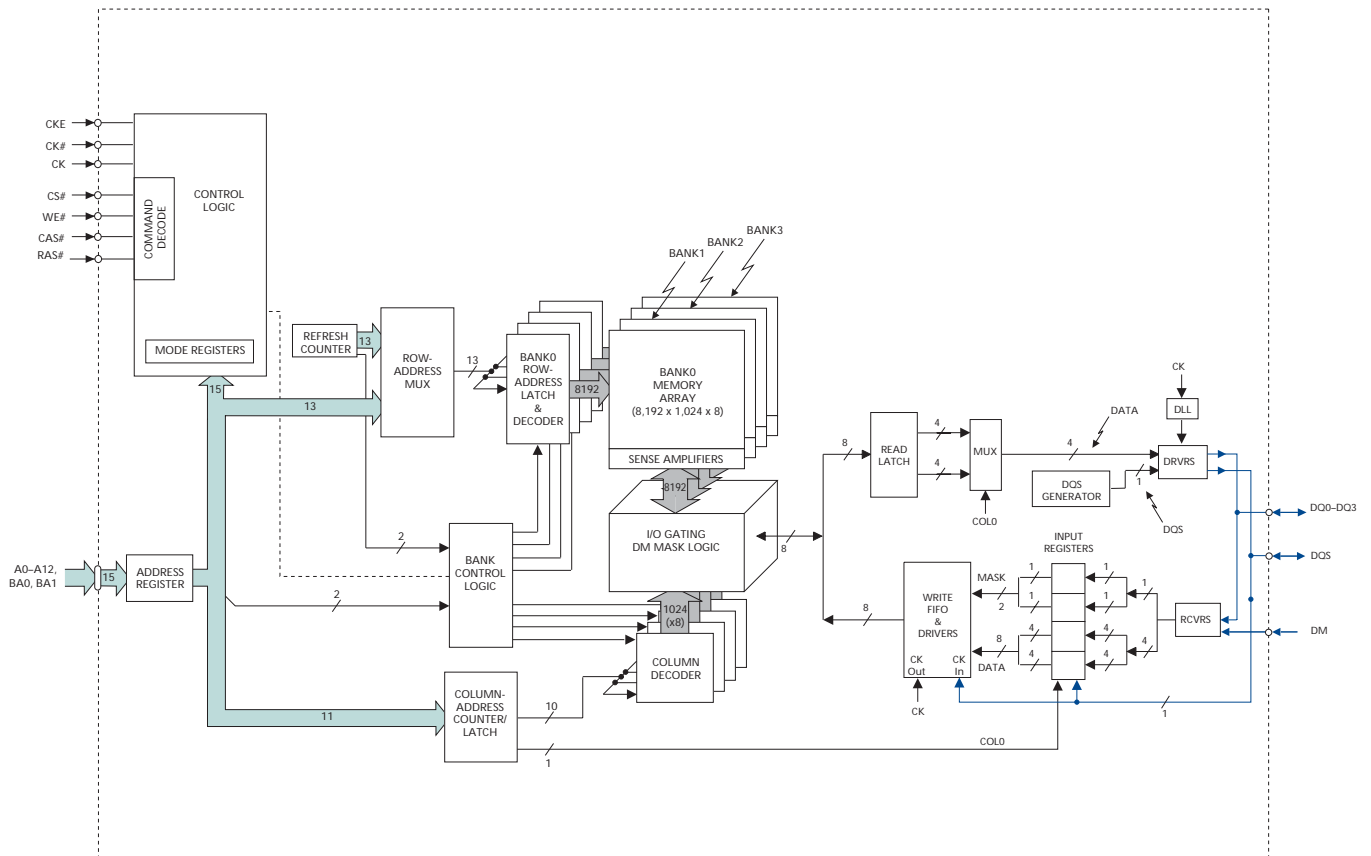 CKE
CK#
CK
CS#
WE#
CAS#
RAS#
COMMAND
DECODE
CONTROL
LOGIC
MODE REGISTERS
15
REFRESH
COUNTER
13
13
ROW-
ADDRESS
MUX
13
BANK0
ROW-
ADDRESS
LATCH
&
DECODER
8192
BANK1
BANK2
BANK3
BANK0
MEMORY
ARRAY
(8,192 x 1,024 x 8)
SENSE AMPLIFIERS
8192
I/O GATING
DM MASK LOGIC
8
1024
(x8)
COLUMN
DECODER
2
BANK
CONTROL
LOGIC
2
A0–A12,
BA0, BA1
15
ADDRESS
REGISTER
11
COLUMN-
ADDRESS
COUNTER/
LATCH
10
1
COL0
8
READ
LATCH
4
4
MUX
COL0
4
DATA
CK
DLL
DRVRS
DQS
GENERATOR
1
DQS
DQ0–DQ3
DQS
DM
INPUT
REGISTERS
8
WRITE
FIFO
&
DRIVERS
CK
Out
CK
In
CK
MASK
2
8
DATA
1
1
4
4
1
1
4
4
1
4
RCVRS
1